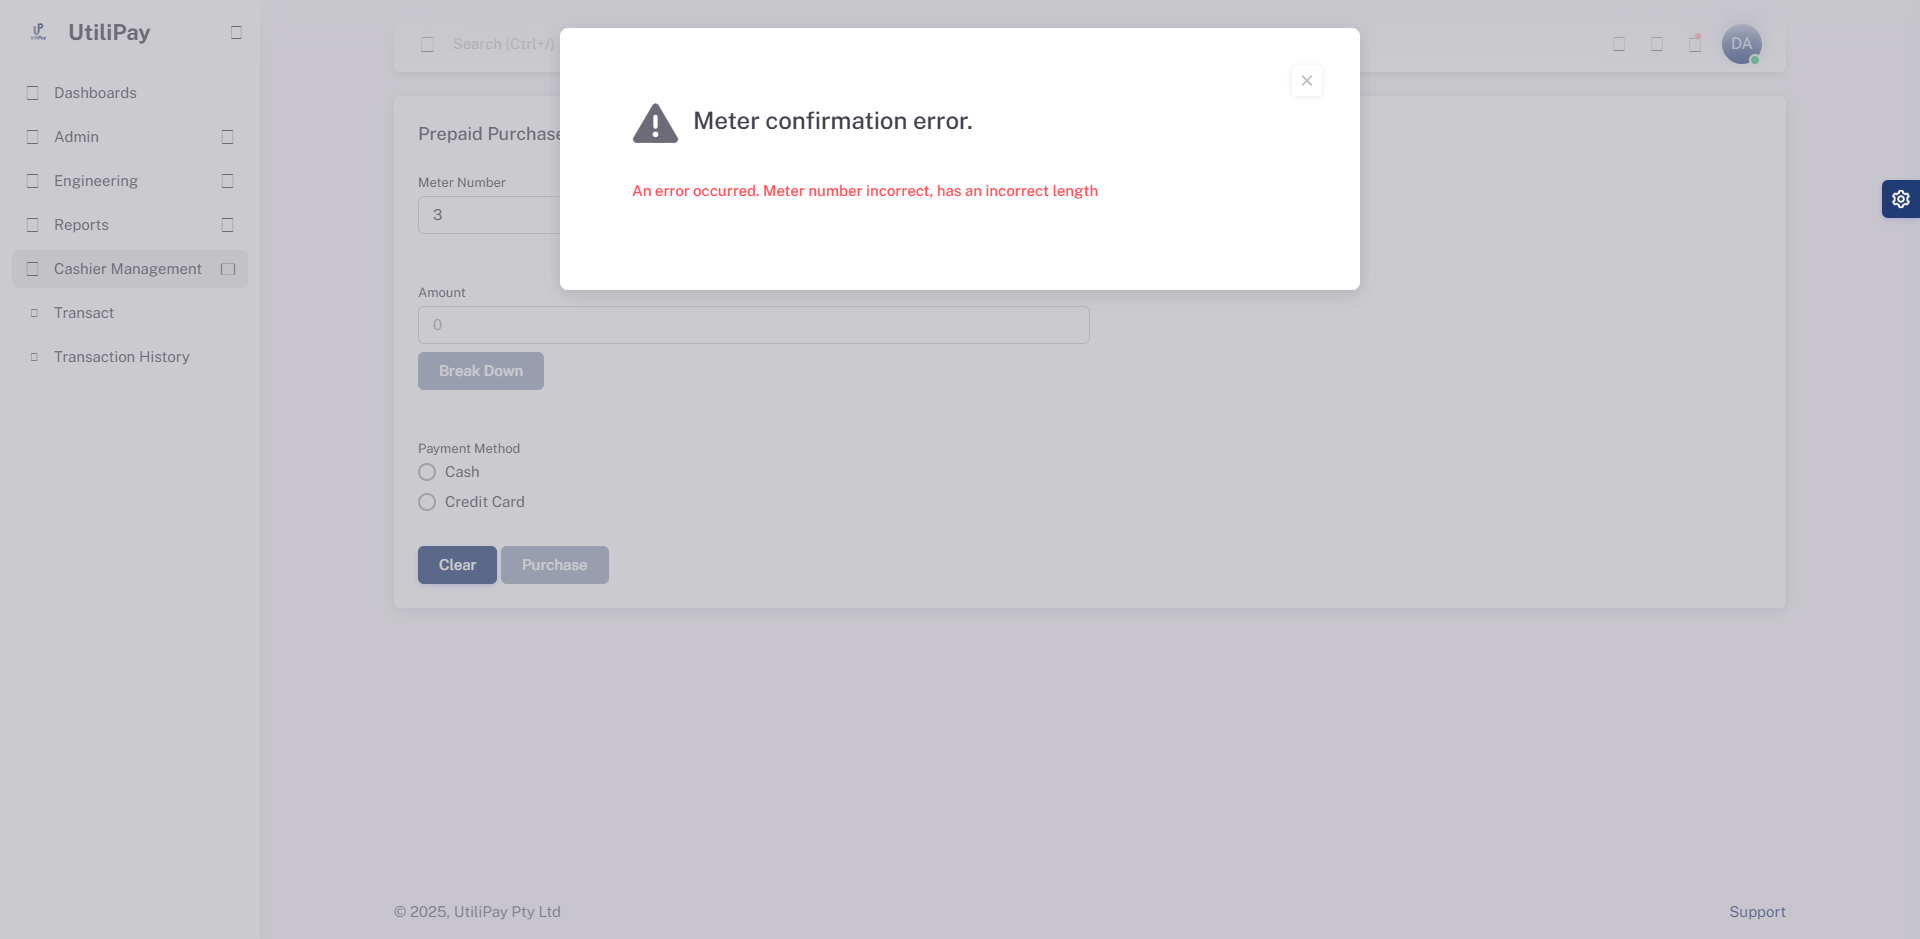 UtiliPay
Dashboards
Admin
Engineering
Reports
Cashier Management
Transact
Transaction History
Search (Ctrl+/)
DA
Meter confirmation error.
An error occurred. Meter number incorrect, has an incorrect length
Prepaid Purchase
Meter Number
3
Amount
0
Break Down
Payment Method
Cash
Credit Card
Clear
Purchase
© 2025, UtiliPay Pty Ltd
Support